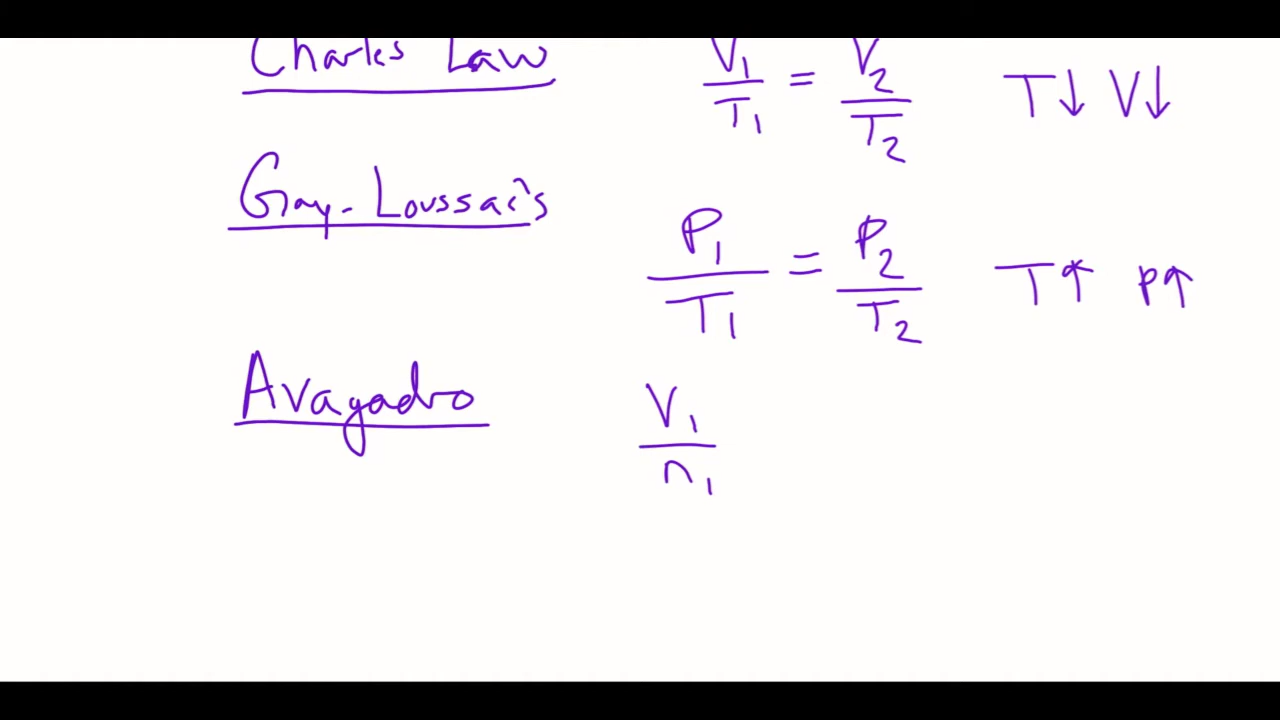 Charles Law V₁/T₁ = V₂/T₂ T↓ V↓
Gay-Loussac's P₁/T₁ = P₂/T₂ T↑ P↑
Avagadro V₁/n₁